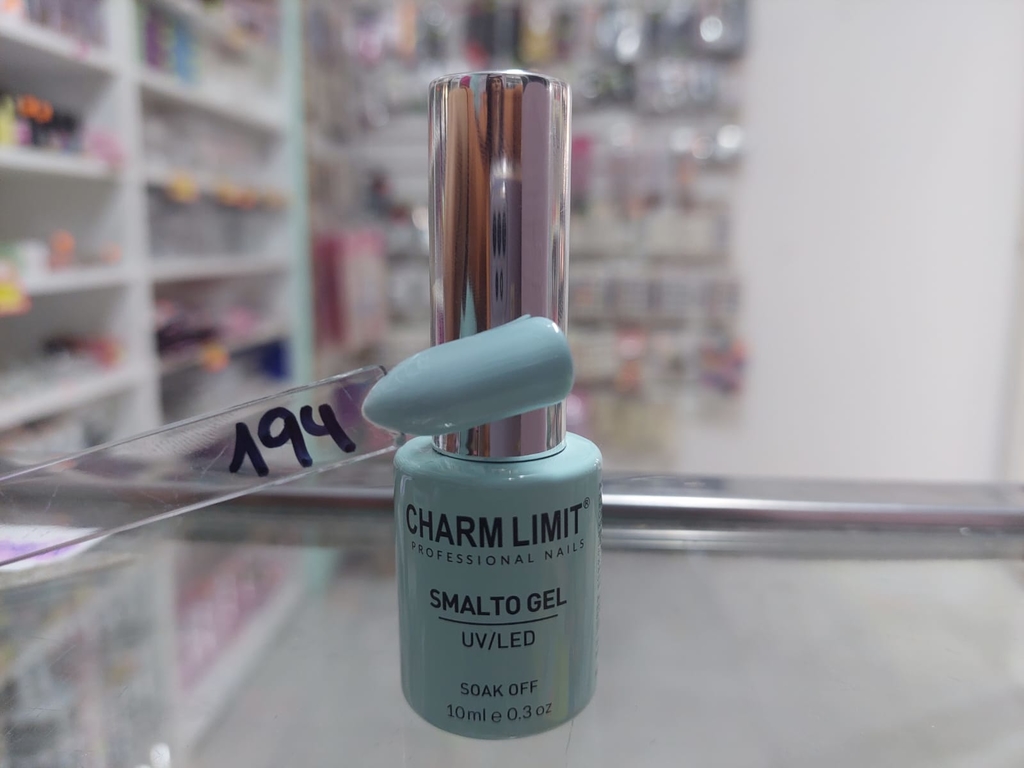 194
CHARM LIMIT®
PROFESSIONAL NAILS
SMALTO GEL
UV/LED
SOAK OFF
10ml e 0.3 oz